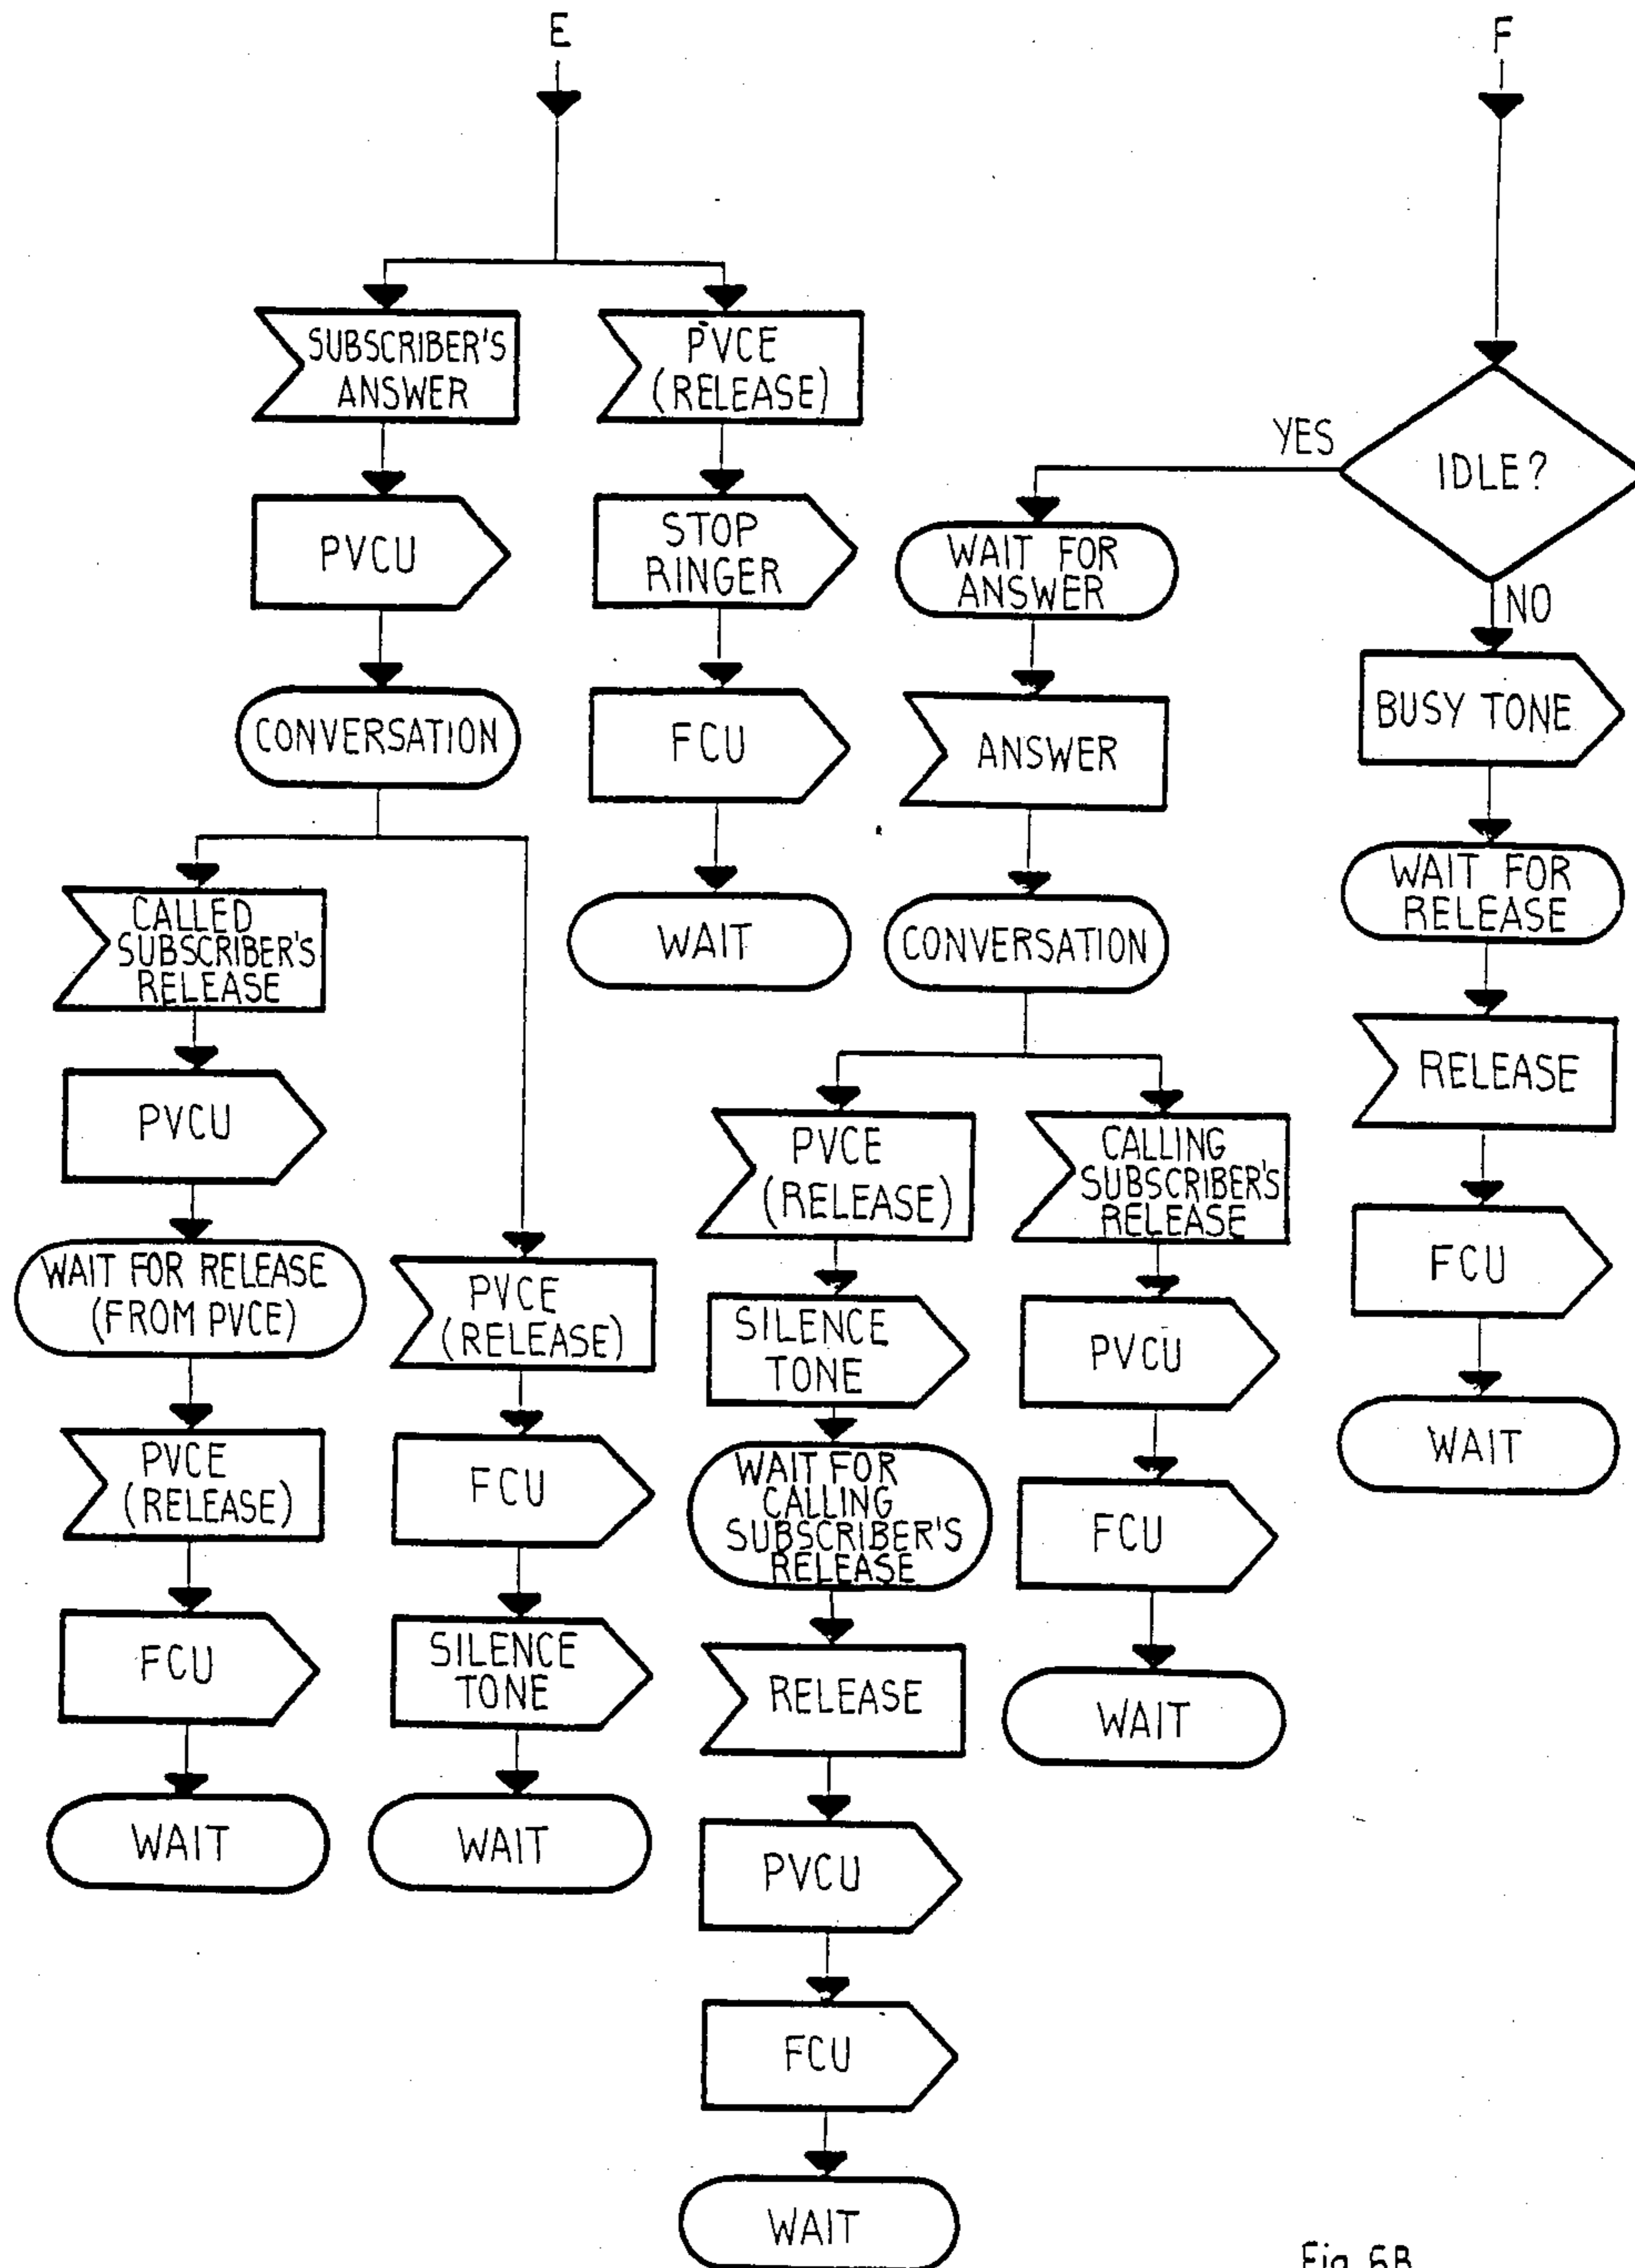 E
F
SUBSCRIBER'S
ANSWER
PVCE
(RELEASE)
YES
IDLE?
PVCU
STOP
RINGER
WAIT FOR
ANSWER
NO
CONVERSATION
FCU
ANSWER
BUSY TONE
CALLED
SUBSCRIBER'S
RELEASE
WAIT
CONVERSATION
WAIT FOR
RELEASE
PVCU
PVCE
(RELEASE)
CALLING
SUBSCRIBER'S
RELEASE
RELEASE
WAIT FOR RELEASE
(FROM PVCE)
PVCE
(RELEASE)
SILENCE
TONE
PVCU
FCU
PVCE
(RELEASE)
FCU
WAIT FOR
CALLING
SUBSCRIBER'S
RELEASE
FCU
WAIT
FCU
SILENCE
TONE
RELEASE
WAIT
WAIT
WAIT
PVCU
FCU
WAIT
Fig. 6B